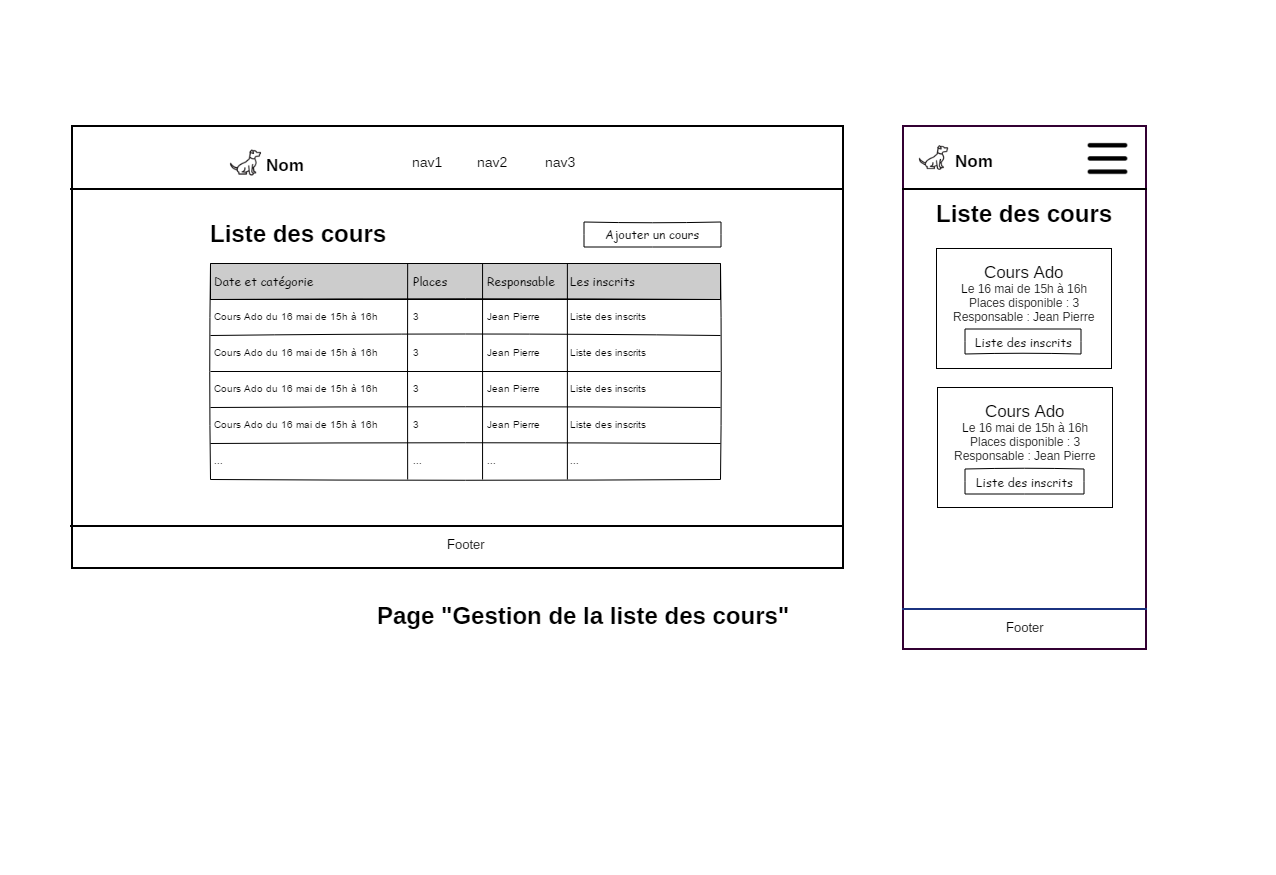 Nom nav1 nav2 nav3
Liste des cours Ajouter un cours
Date et catégorie Places Responsable Les inscrits
Cours Ado du 16 mai de 15h à 16h 3 Jean Pierre Liste des inscrits
Cours Ado du 16 mai de 15h à 16h 3 Jean Pierre Liste des inscrits
Cours Ado du 16 mai de 15h à 16h 3 Jean Pierre Liste des inscrits
Cours Ado du 16 mai de 15h à 16h 3 Jean Pierre Liste des inscrits
... ... ... ...
Footer
Page "Gestion de la liste des cours"
Nom
Liste des cours
Cours Ado
Le 16 mai de 15h à 16h
Places disponible : 3
Responsable : Jean Pierre
Liste des inscrits
Cours Ado
Le 16 mai de 15h à 16h
Places disponible : 3
Responsable : Jean Pierre
Liste des inscrits
Footer